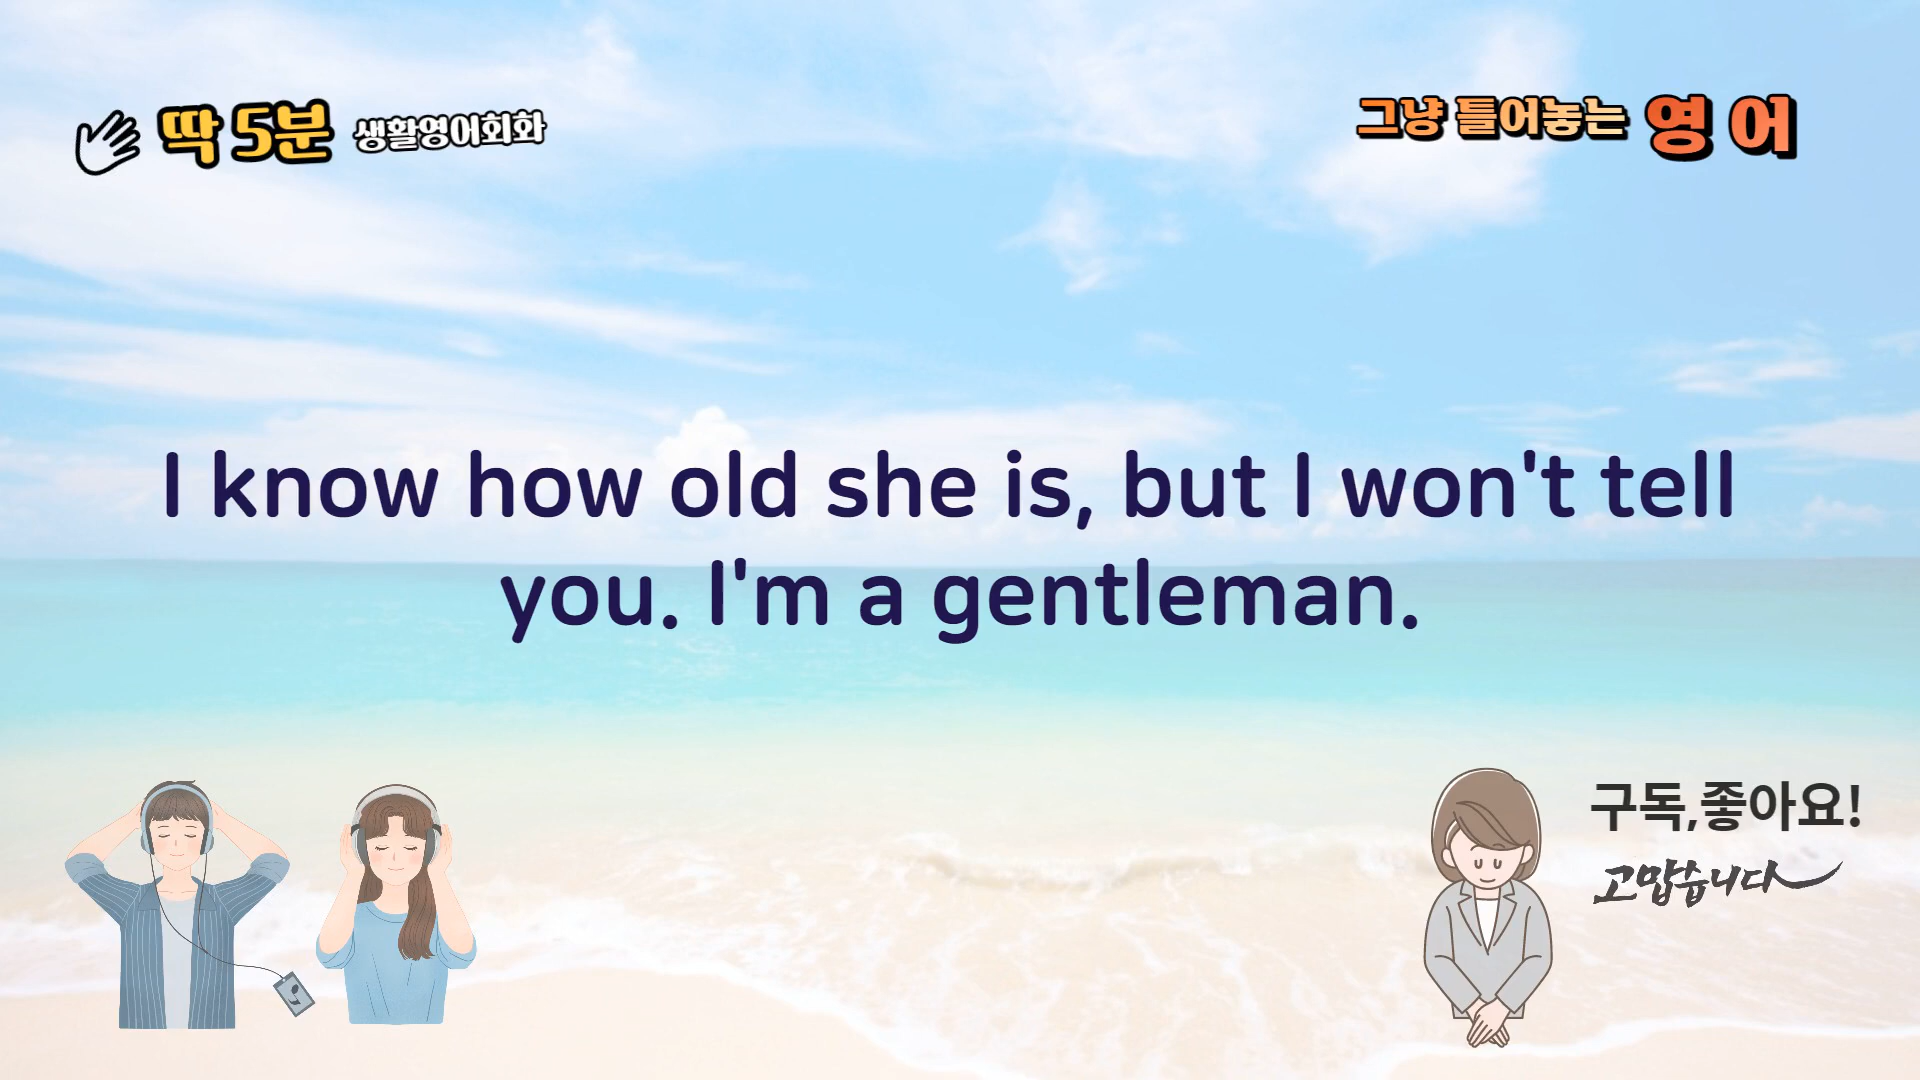 딱 5분 생활영어회화
그냥 틀어놓는 영어
I know how old she is, but I won't tell
you. I'm a gentleman.
구독,좋아요!
고맙습니다